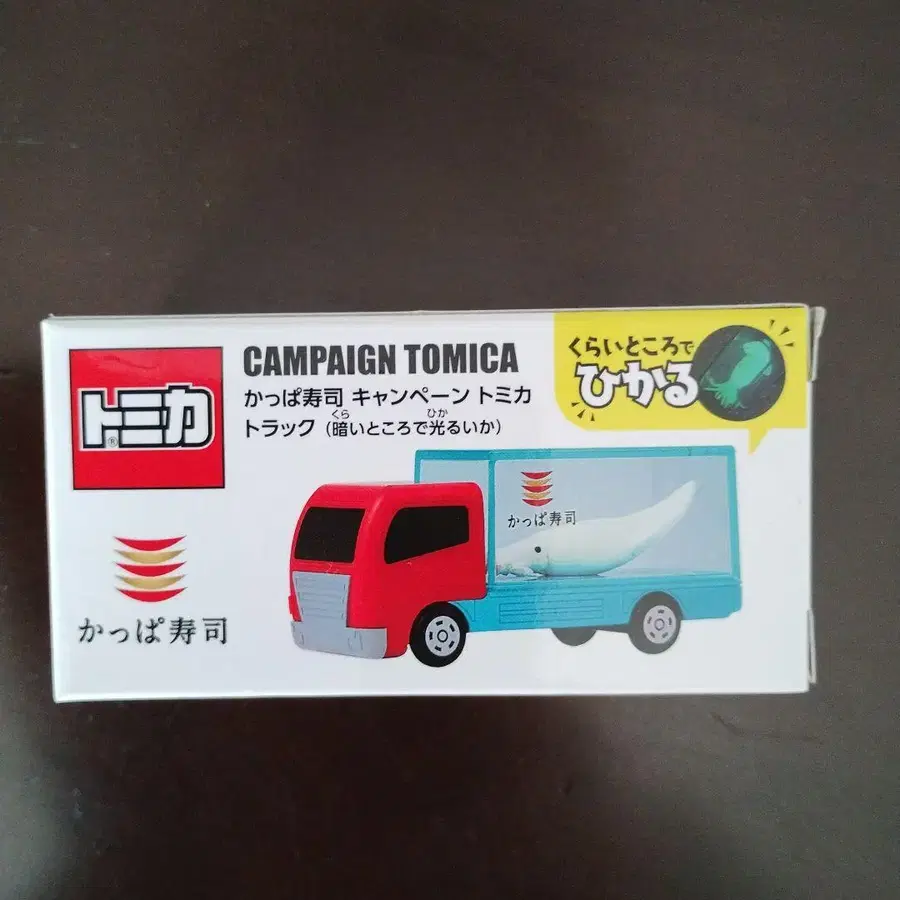 トミカ®
CAMPAIGN TOMICA
かっぱ寿司 キャンペーン トミカ
トラック（暗いところで光るいか）
くら ひか
くらいところで
ひかる
かっぱ寿司
かっぱ寿司